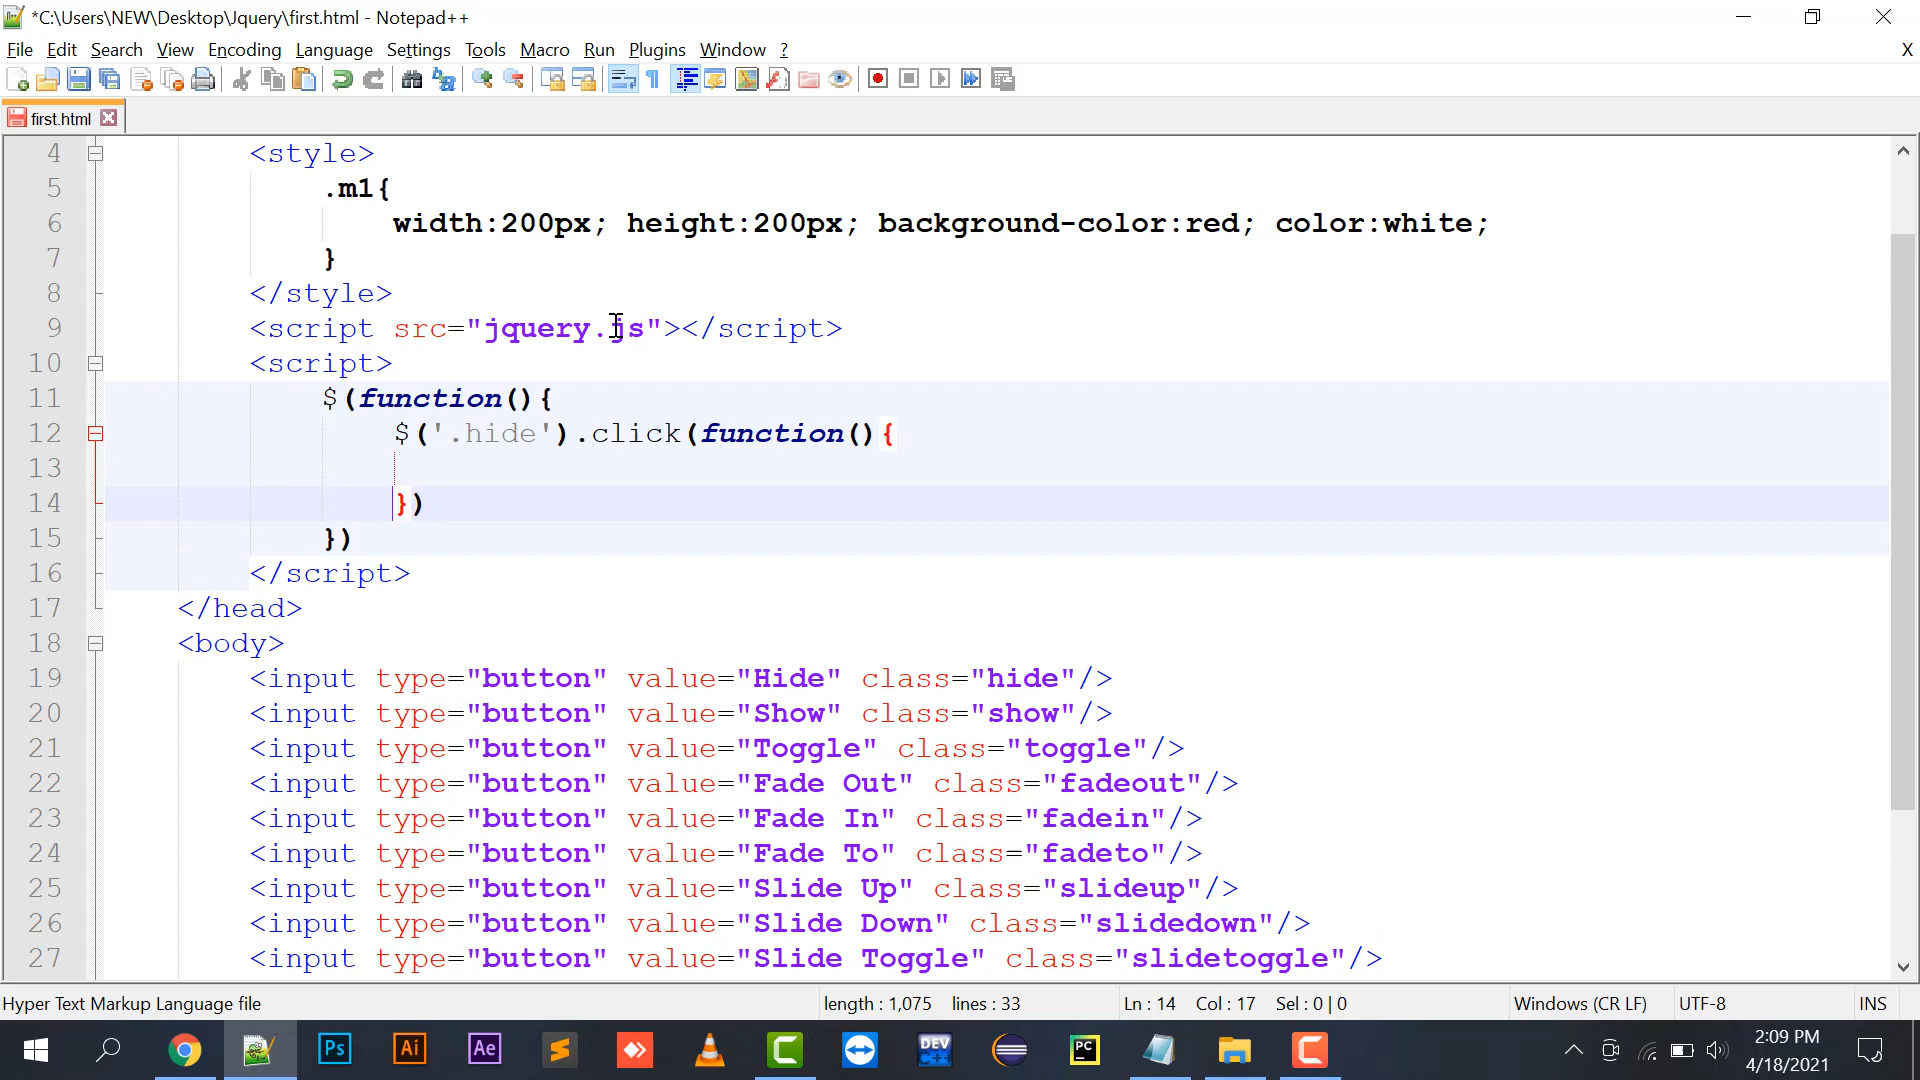 *C:\Users\NEW\Desktop\Jquery\first.html - Notepad++
File Edit Search View Encoding Language Settings Tools Macro Run Plugins Window ? X
first.html
4 <style>
5 .m1{
6 width:200px; height:200px; background-color:red; color:white;
7 }
8 </style>
9 <script src="jquery.js"></script>
10 <script>
11 $(function(){
12 $('.hide').click(function(){
13
14 })
15 })
16 </script>
17 </head>
18 <body>
19 <input type="button" value="Hide" class="hide"/>
20 <input type="button" value="Show" class="show"/>
21 <input type="button" value="Toggle" class="toggle"/>
22 <input type="button" value="Fade Out" class="fadeout"/>
23 <input type="button" value="Fade In" class="fadein"/>
24 <input type="button" value="Fade To" class="fadeto"/>
25 <input type="button" value="Slide Up" class="slideup"/>
26 <input type="button" value="Slide Down" class="slidedown"/>
27 <input type="button" value="Slide Toggle" class="slidetoggle"/>
Hyper Text Markup Language file length : 1,075 lines : 33 Ln : 14 Col : 17 Sel : 0 | 0 Windows (CR LF) UTF-8 INS
Ps Ai Ae DEV C++ PC
2:09 PM
4/18/2021